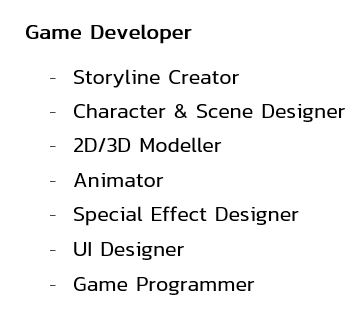 Game Developer
- Storyline Creator
- Character & Scene Designer
- 2D/3D Modeller
- Animator
- Special Effect Designer
- UI Designer
- Game Programmer